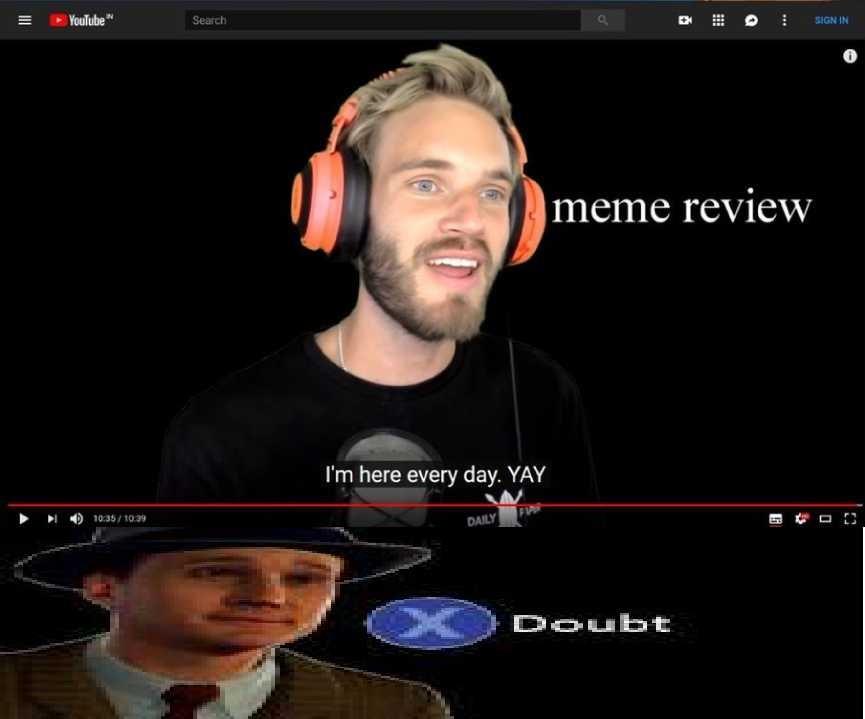 YouTube IN
Search
SIGN IN
meme review
I'm here every day. YAY
10:35 / 10:39
DAILY
X Doubt